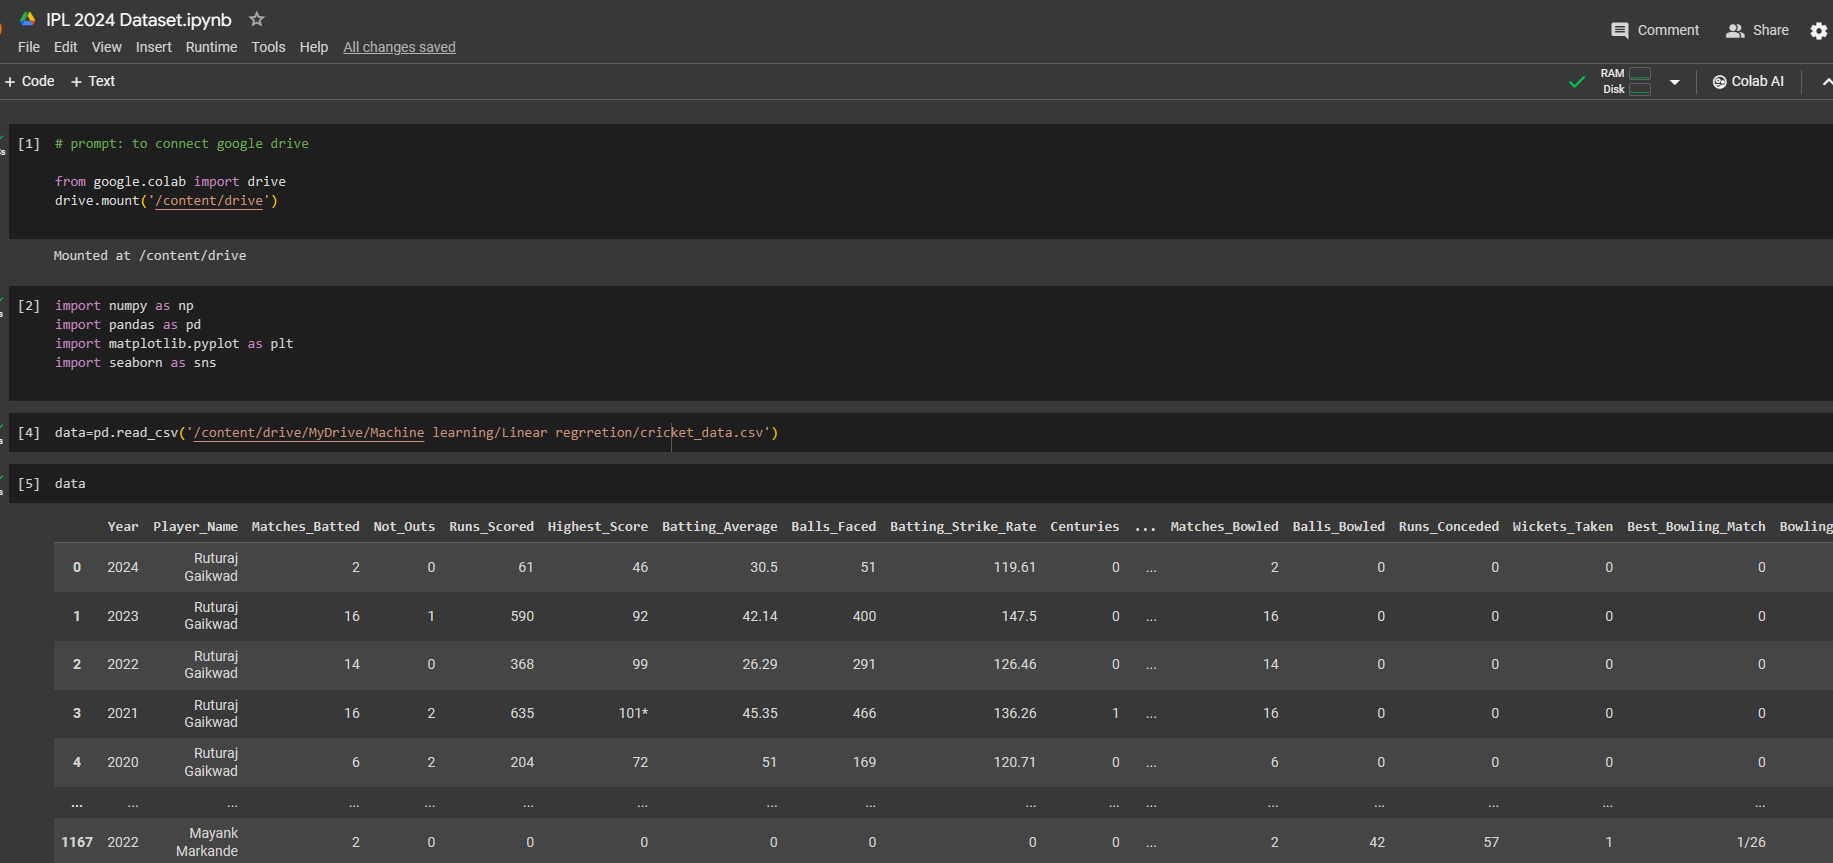 IPL 2024 Dataset.ipynb
File Edit View Insert Runtime Tools Help All changes saved
Comment Share
+ Code + Text
RAM
Disk
Colab AI
[1] # prompt: to connect google drive
from google.colab import drive
drive.mount('/content/drive')
Mounted at /content/drive
[2] import numpy as np
import pandas as pd
import matplotlib.pyplot as plt
import seaborn as sns
[4] data=pd.read_csv('/content/drive/MyDrive/Machine learning/Linear regrretion/cricket_data.csv')
[5] data
Year Player_Name Matches_Batted Not_Outs Runs_Scored Highest_Score Batting_Average Balls_Faced Batting_Strike_Rate Centuries ... Matches_Bowled Balls_Bowled Runs_Conceded Wickets_Taken Best_Bowling_Match Bowling
0 2024 Ruturaj Gaikwad 2 0 61 46 30.5 51 119.61 0 ... 2 0 0 0 0
1 2023 Ruturaj Gaikwad 16 1 590 92 42.14 400 147.5 0 ... 16 0 0 0 0
2 2022 Ruturaj Gaikwad 14 0 368 99 26.29 291 126.46 0 ... 14 0 0 0 0
3 2021 Ruturaj Gaikwad 16 2 635 101* 45.35 466 136.26 1 ... 16 0 0 0 0
4 2020 Ruturaj Gaikwad 6 2 204 72 51 169 120.71 0 ... 6 0 0 0 0
... ... ... ... ... ... ... ... ... ... ... ... ... ... ... ... ...
1167 2022 Mayank Markande 2 0 0 0 0 0 0 0 ... 2 42 57 1 1/26